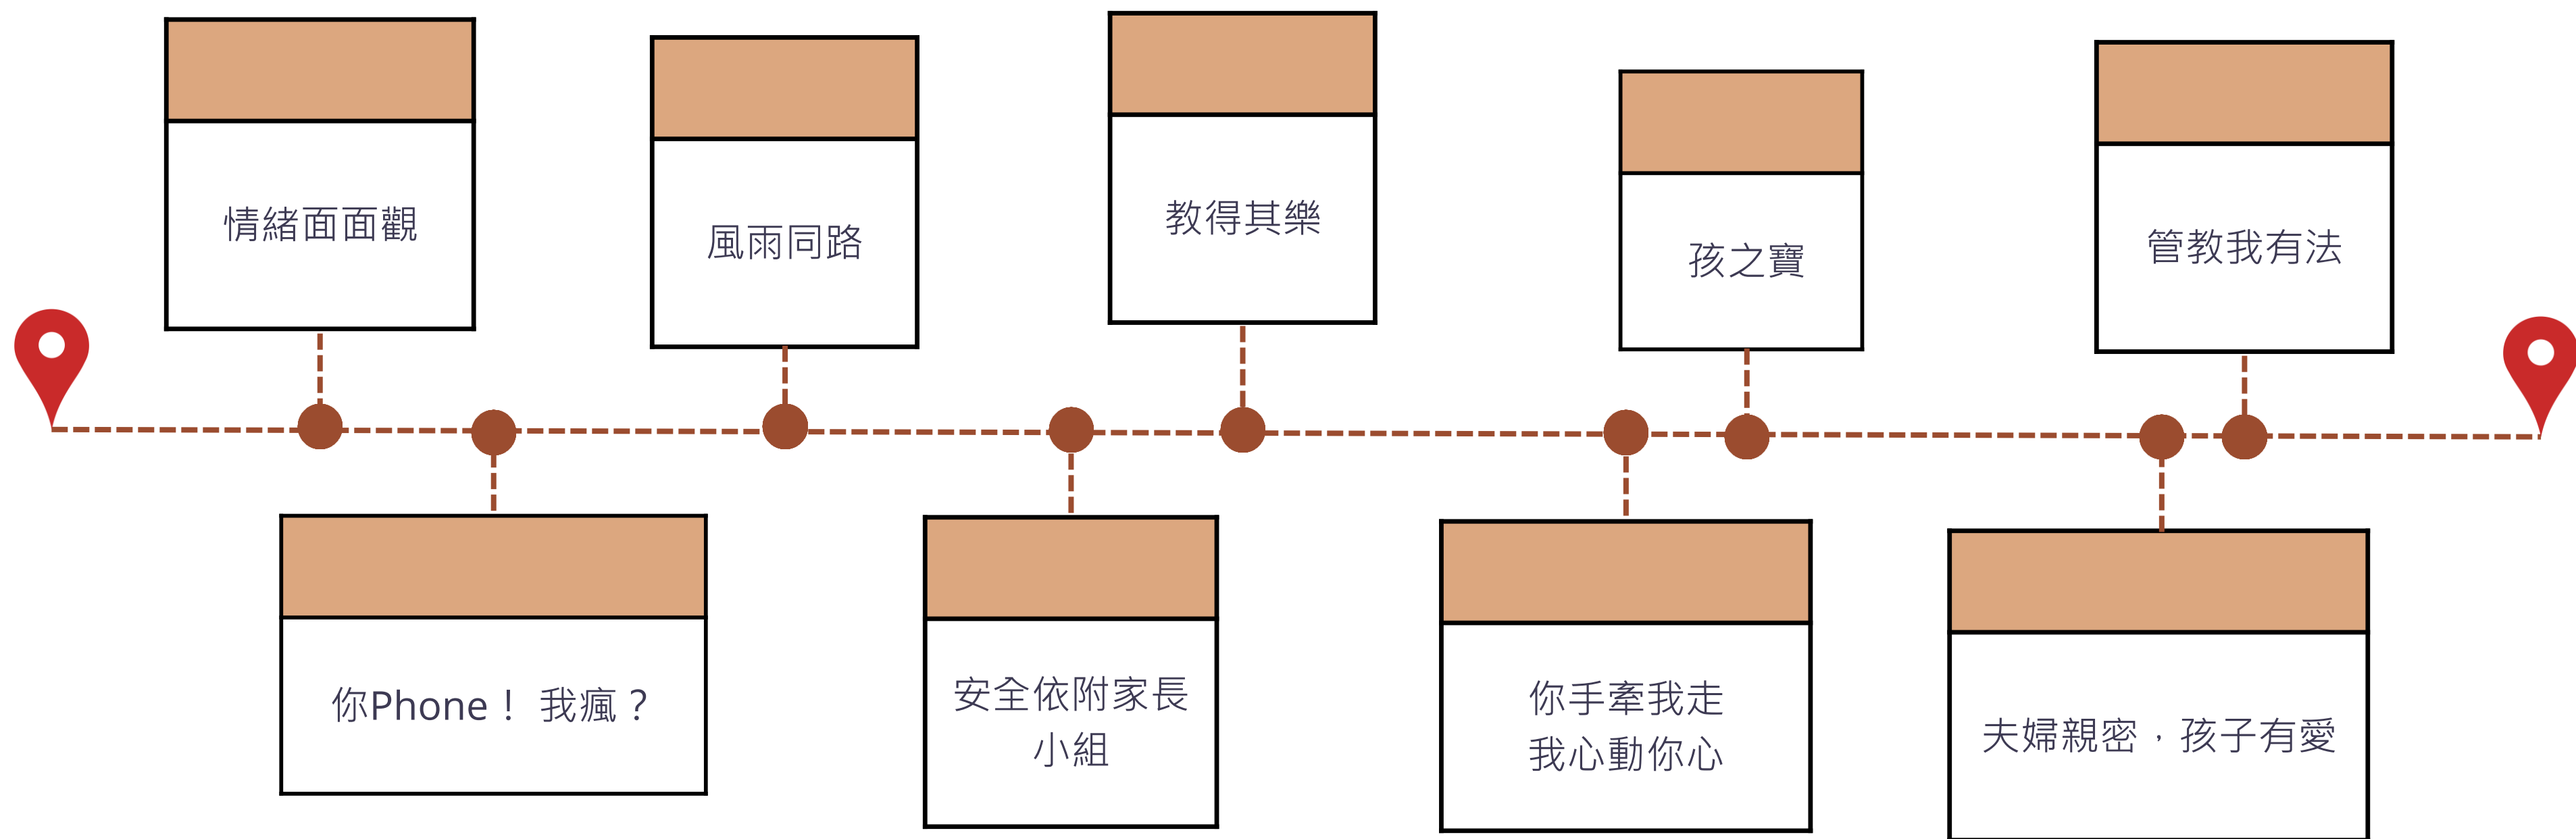 情緒面面觀
你Phone！ 我瘋？
風雨同路
安全依附家長
小組
教得其樂
你手牽我走
我心動你心
孩之寶
夫婦親密，孩子有愛
管教我有法